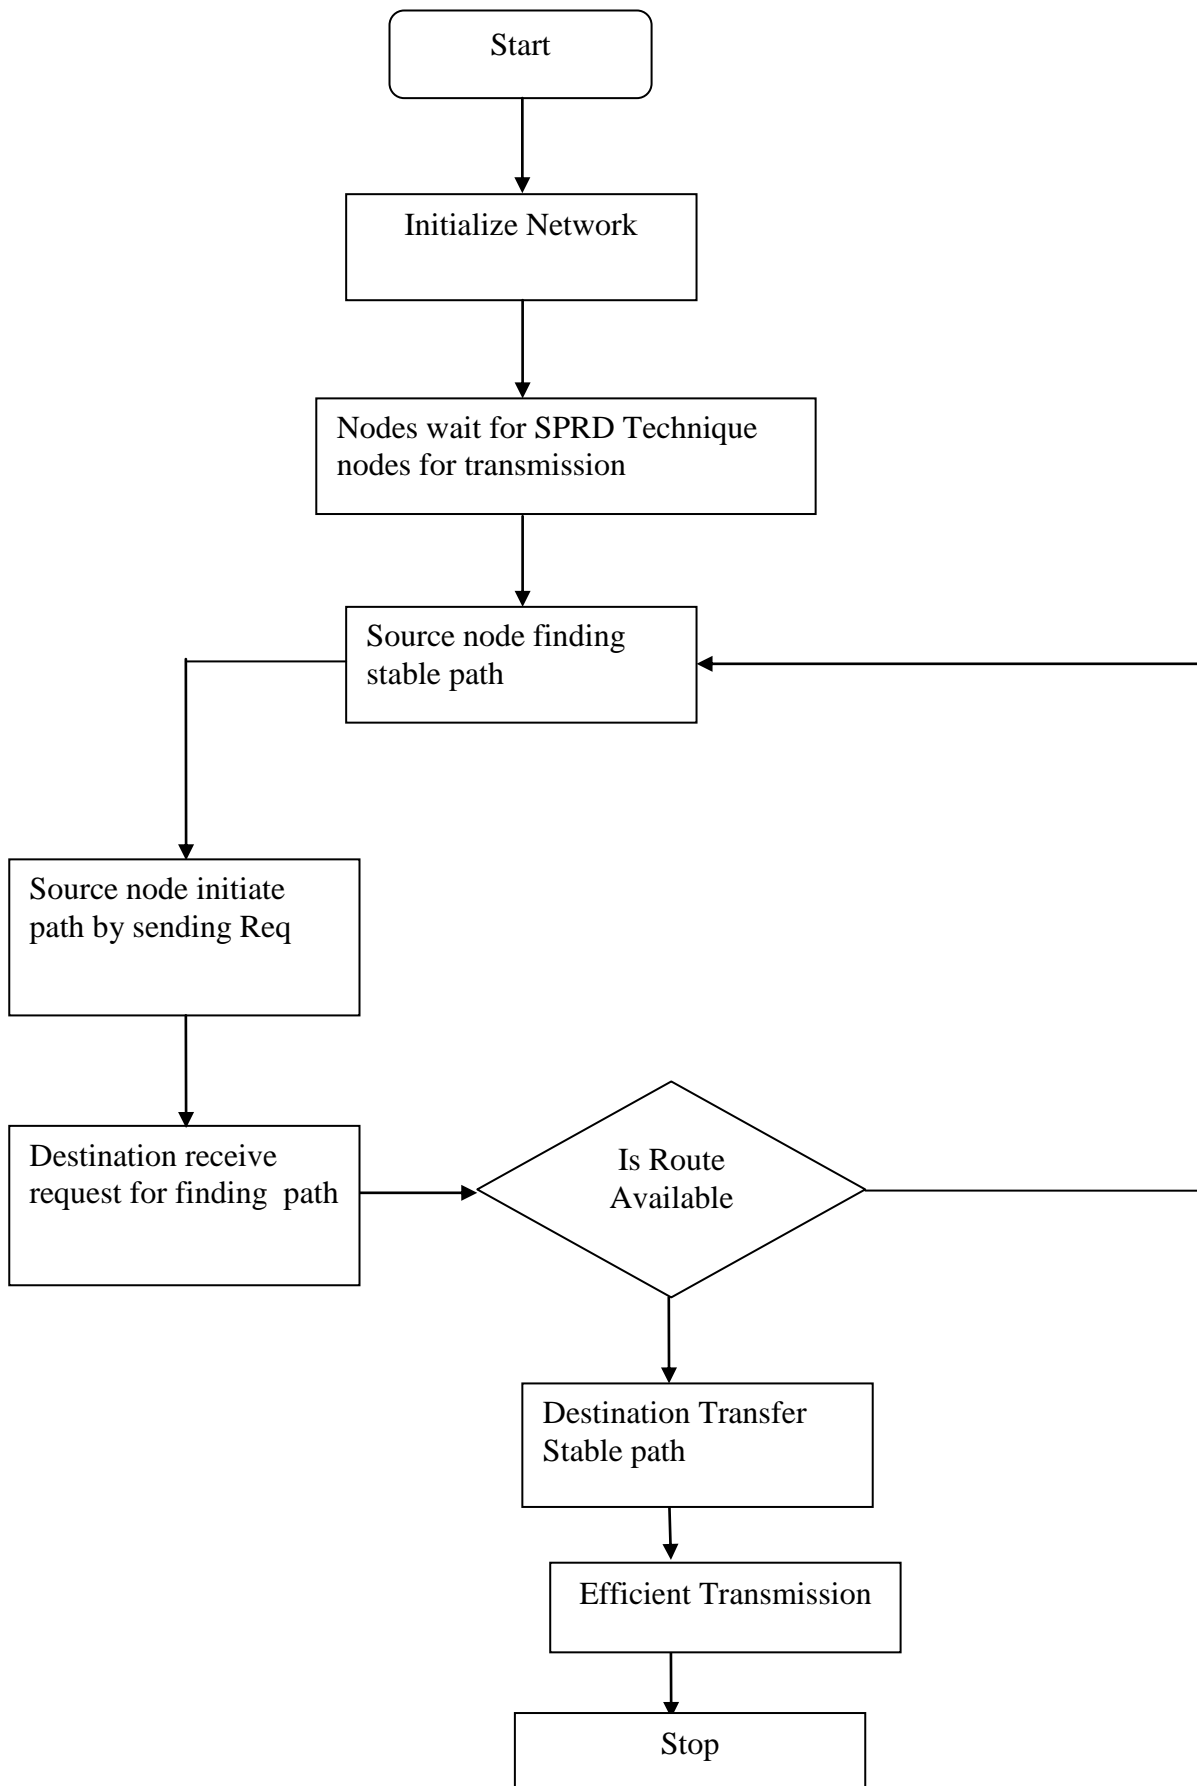 Start
Initialize Network
Nodes wait for SPRD Technique
nodes for transmission
Source node finding
stable path
Source node initiate
path by sending Req
Destination receive
request for finding  path
Is Route
Available
Destination Transfer
Stable path
Efficient Transmission
Stop